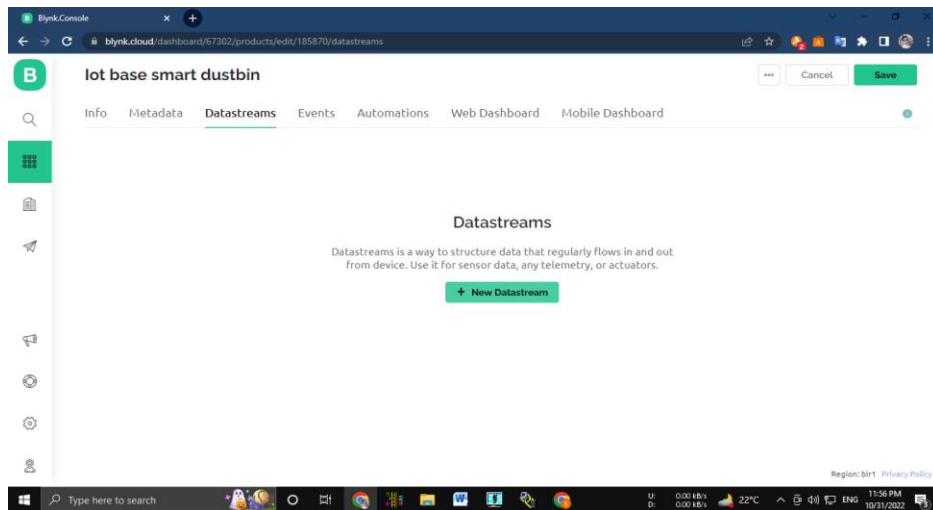 Blynk.Console
blynk.cloud/dashboard/67302/products/edit/185870/datastreams
B
Iot base smart dustbin
Cancel
Save
Info Metadata Datastreams Events Automations Web Dashboard Mobile Dashboard
Datastreams
Datastreams is a way to structure data that regularly flows in and out
from device. Use it for sensor data, any telemetry, or actuators.
+ New Datastream
Region: blr1 Privacy Policy
Type here to search
U: 0.00 kB/s
D: 0.00 kB/s
22°C
ENG
11:56 PM
10/31/2022